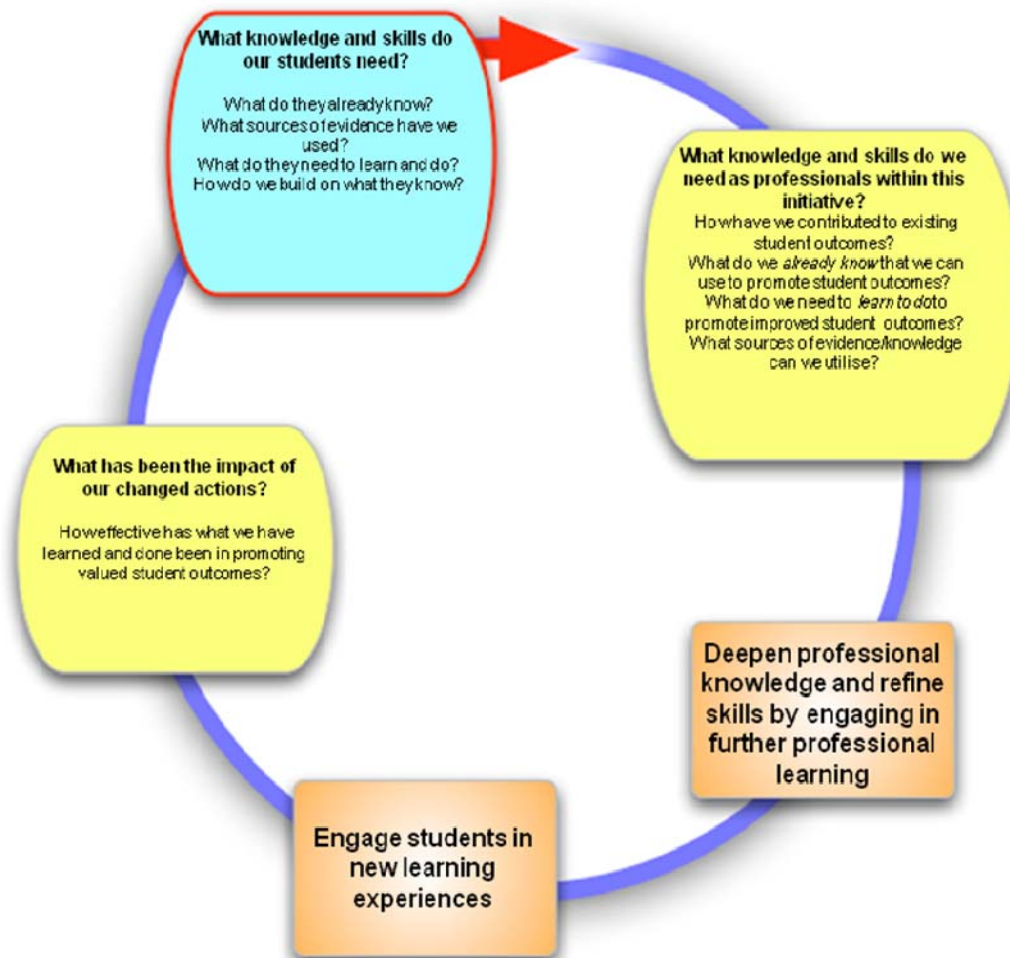 What knowledge and skills do
our students need?
What do they already know?
What sources of evidence have we
used?
What do they need to learn and do?
How do we build on what they know?
What knowledge and skills do we
need as professionals within this
initiative?
How have we contributed to existing
student outcomes?
What do we already know that we can
use to promote student outcomes?
What do we need to learn to do to
promote improved student outcomes?
What sources of evidence/knowledge
can we utilise?
Deepen professional
knowledge and refine
skills by engaging in
further professional
learning
Engage students in
new learning
experiences
What has been the impact of
our changed actions?
How effective has what we have
learned and done been in promoting
valued student outcomes?